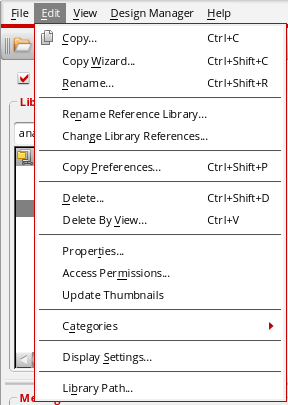 File Edit View Design Manager Help
Copy... Ctrl+C
Copy Wizard... Ctrl+Shift+C
Rename... Ctrl+Shift+R
Rename Reference Library...
Lib
Change Library References...
ana
Copy Preferences... Ctrl+Shift+P
Delete... Ctrl+Shift+D
Delete By View... Ctrl+V
Properties...
Access Permissions...
Update Thumbnails
Categories
Display Settings...
Library Path...